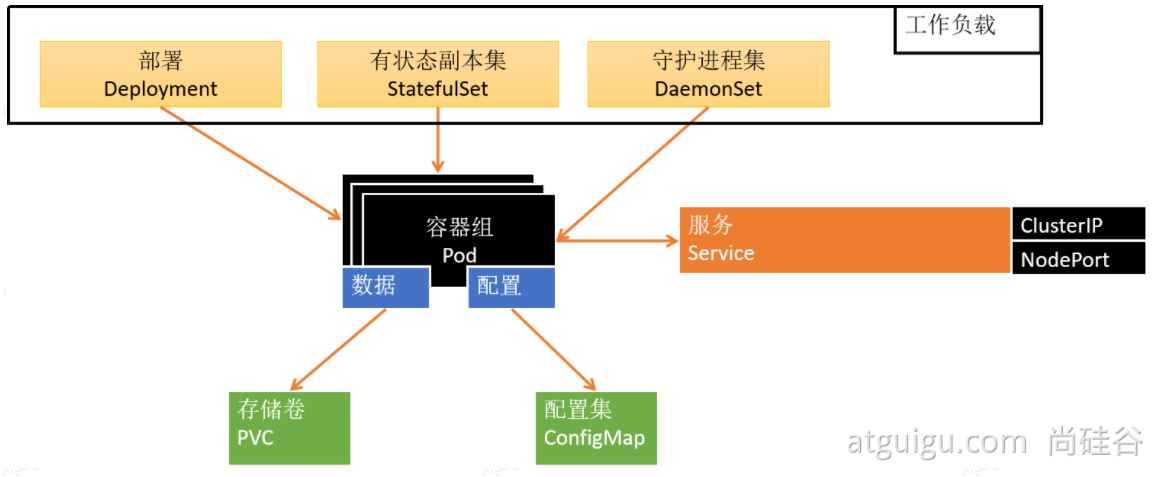 工作负载
部署
Deployment
有状态副本集
StatefulSet
守护进程集
DaemonSet
容器组
Pod
数据
配置
服务
Service
ClusterIP
NodePort
存储卷
PVC
配置集
ConfigMap
atguigu.com 尚硅谷